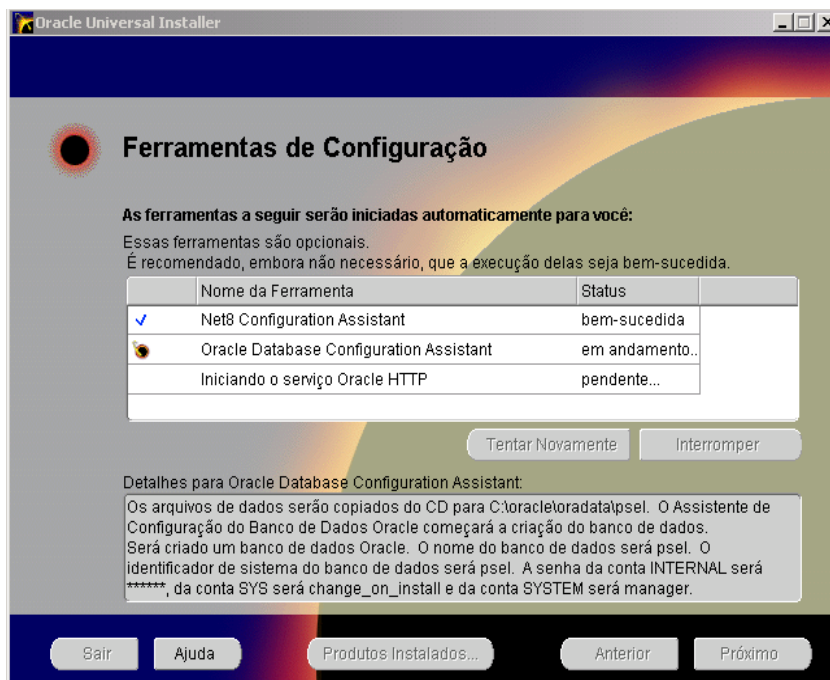 Oracle Universal Installer
Ferramentas de Configuração
As ferramentas a seguir serão iniciadas automaticamente para você:
Essas ferramentas são opcionais.
É recomendado, embora não necessário, que a execução delas seja bem-sucedida.
Nome da Ferramenta Status
Net8 Configuration Assistant bem-sucedida
Oracle Database Configuration Assistant em andamento..
Iniciando o serviço Oracle HTTP pendente...
Tentar Novamente Interromper
Detalhes para Oracle Database Configuration Assistant:
Os arquivos de dados serão copiados do CD para C:\oracle\oradata\psel. O Assistente de
Configuração do Banco de Dados Oracle começará a criação do banco de dados.
Será criado um banco de dados Oracle. O nome do banco de dados será psel. O
identificador de sistema do banco de dados será psel. A senha da conta INTERNAL será
******, da conta SYS será change_on_install e da conta SYSTEM será manager.
Sair Ajuda Produtos Instalados... Anterior Próximo